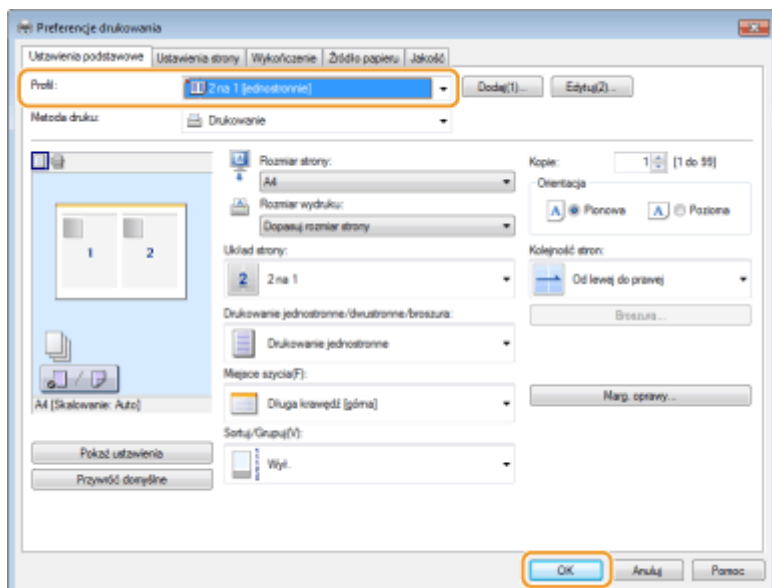 Preferencje drukowania
Ustawienia podstawowe Ustawienia strony Wykończenie Źródło papieru Jakość
Profil: 2 na 1 [jednostronnie] Dodaj(1)... Edytuj(2)...
Metoda druku: Drukowanie
Rozmiar strony:
A4
Rozmiar wydruku:
Dopasuj rozmiar strony
Kopie: 1 [1 do 99]
Orientacja
A Pionowa A Pozioma
1 2
Układ strony:
2 2 na 1
Kolejność stron:
Od lewej do prawej
Drukowanie jednostronne/dwustronne/broszura:
Drukowanie jednostronne
Broszura...
Miejsce szycia(F):
Długa krawędź [górna]
Marg. oprawy...
A4 [Skalowanie: Auto]
Sortuj/Grupuj(V):
Wył.
Pokaż ustawienia
Przywróć domyślne
OK Anuluj Pomoc